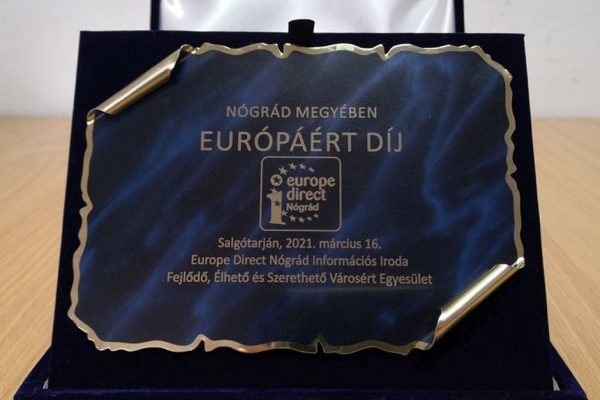 NÓGRÁD MEGYÉBEN
EURÓPÁÉRT DÍJ
europe
direct
Nógrád
Salgótarján, 2021. március 16.
Europe Direct Nógrád Információs Iroda
Fejlődő, Élhető és Szerethető Városért Egyesület